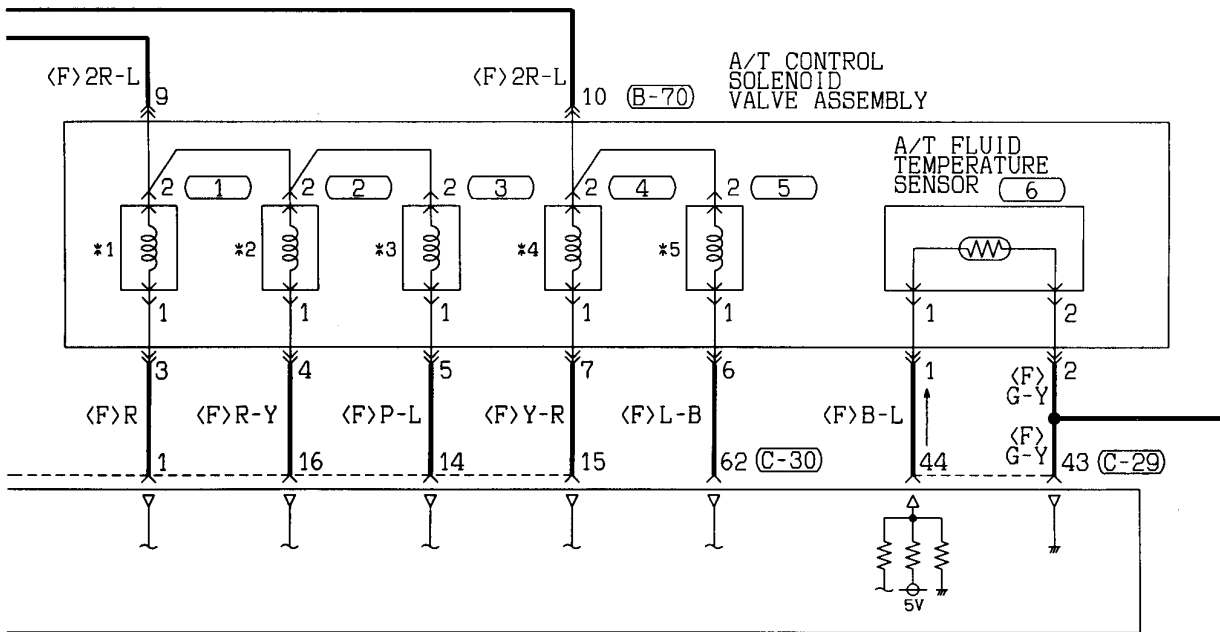 A/T CONTROL
SOLENOID
VALVE ASSEMBLY
<F>2R-L
<F>2R-L
9
10
B-70
A/T FLUID
TEMPERATURE
SENSOR
6
2
1
2
2
2
3
2
4
2
5
*1
*2
*3
*4
*5
1
1
1
1
1
1
2
3
4
5
7
6
1
<F>
G-Y
2
<F>R
<F>R-Y
<F>P-L
<F>Y-R
<F>L-B
<F>B-L
<F>
G-Y
1
16
14
15
62
C-30
44
43
C-29
5V